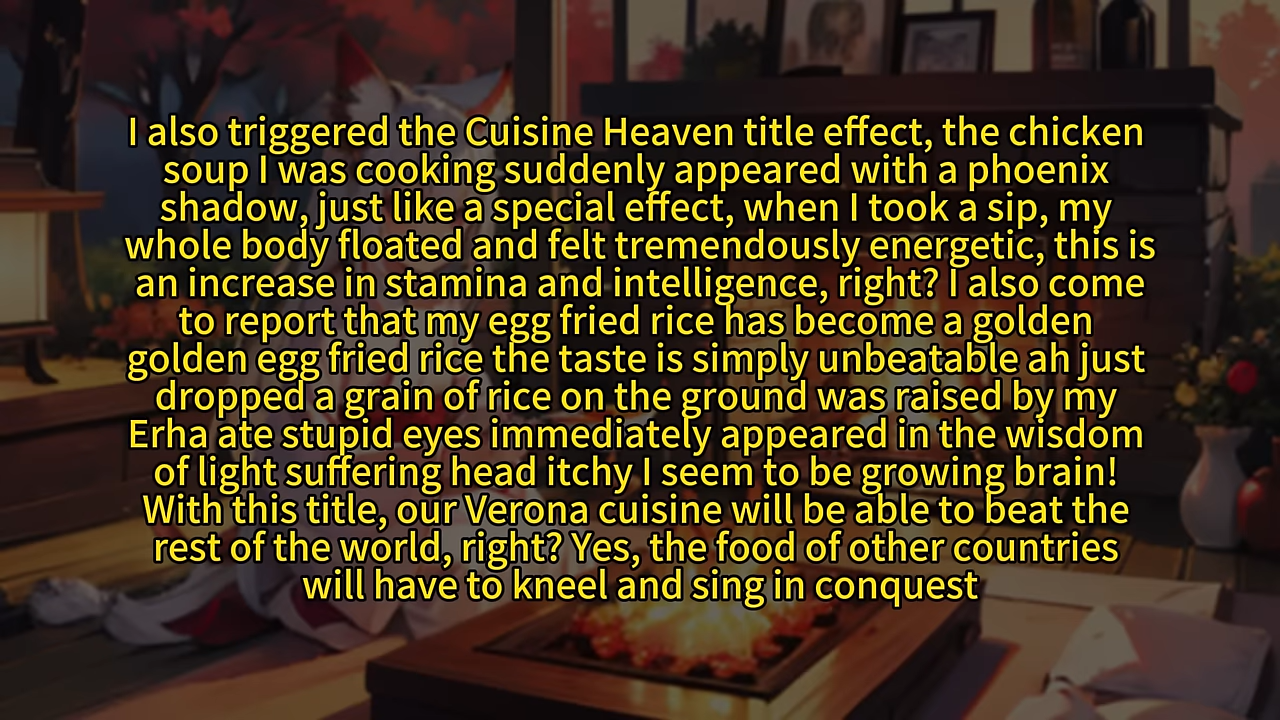 I also triggered the Cuisine Heaven title effect, the chicken
soup I was cooking suddenly appeared with a phoenix
shadow, just like a special effect, when I took a sip, my
whole body floated and felt tremendously energetic, this is
an increase in stamina and intelligence, right? I also come
to report that my egg fried rice has become a golden
golden egg fried rice the taste is simply unbeatable ah just
dropped a grain of rice on the ground was raised by my
Erha ate stupid eyes immediately appeared in the wisdom
of light suffering head itchy I seem to be growing brain!
With this title, our Verona cuisine will be able to beat the
rest of the world, right? Yes, the food of other countries
will have to kneel and sing in conquest